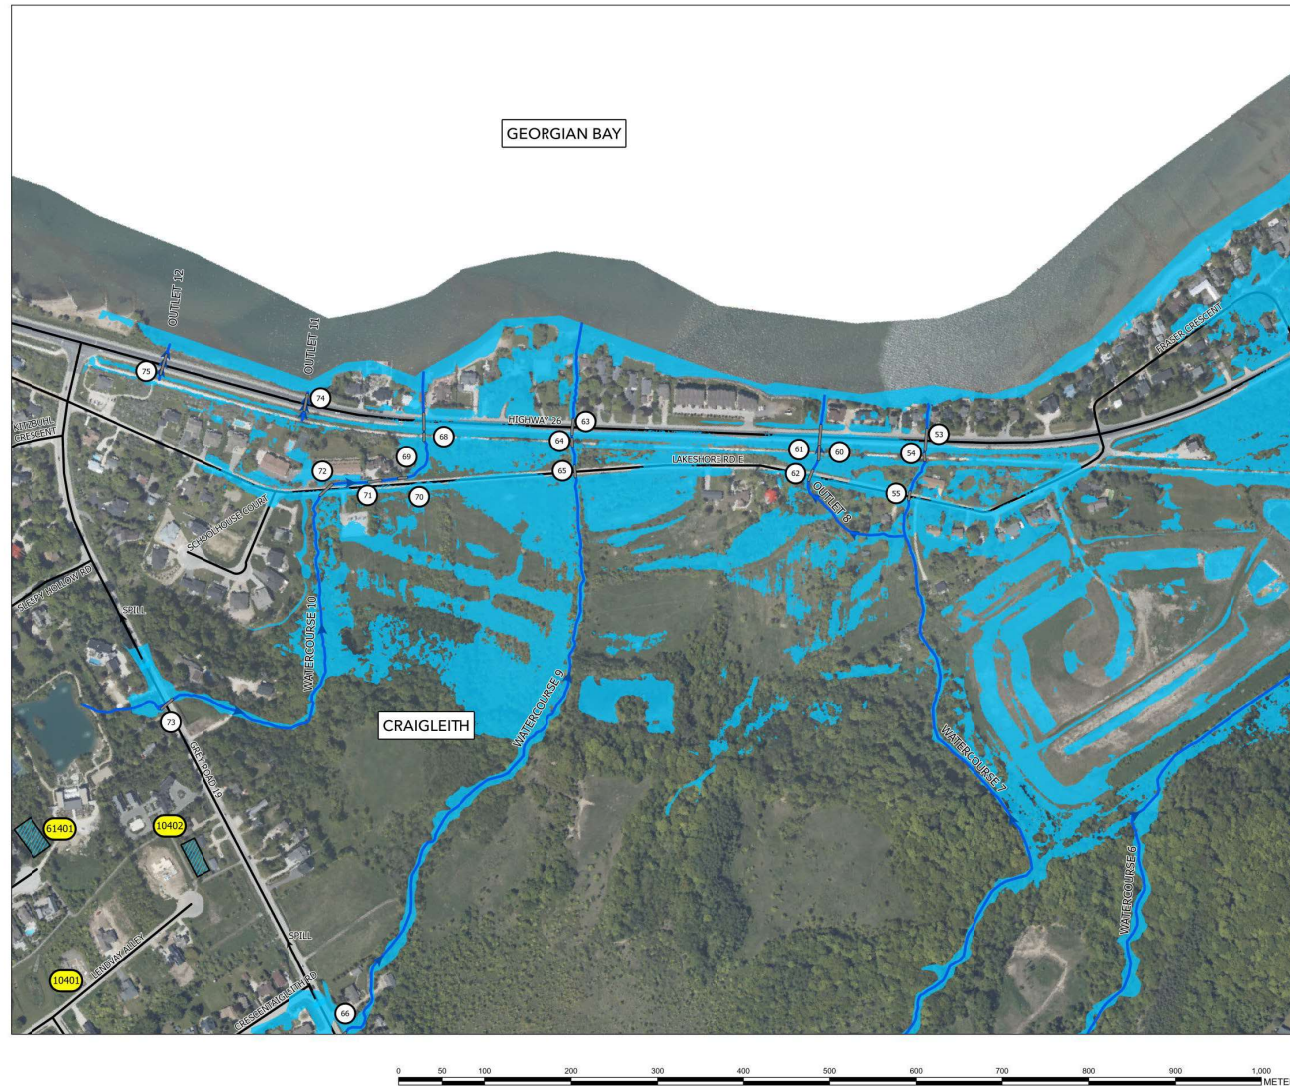 GEORGIAN BAY
OUTLET 12
OUTLET 11
FRASER CRESCENT
75
74
HIGHWAY 26
63
KITZBUHL
CRESCENT
68
64
53
69
61
60
54
72
65
LAKESHORE RD E
62
71
70
OUTLET 8
55
SCHOOLHOUSE COURT
SLEEPY HOLLOW RD
SPILL
WATERCOURSE 10
WATERCOURSE 9
73
CRAIGLEITH
GREY ROAD 19
WATERCOURSE 7
61401
10402
WATERCOURSE 6
SPILL
LENDVAY ALLEY
10401
66
0 50 100 200 300 400 500 600 700 800 900 1,000